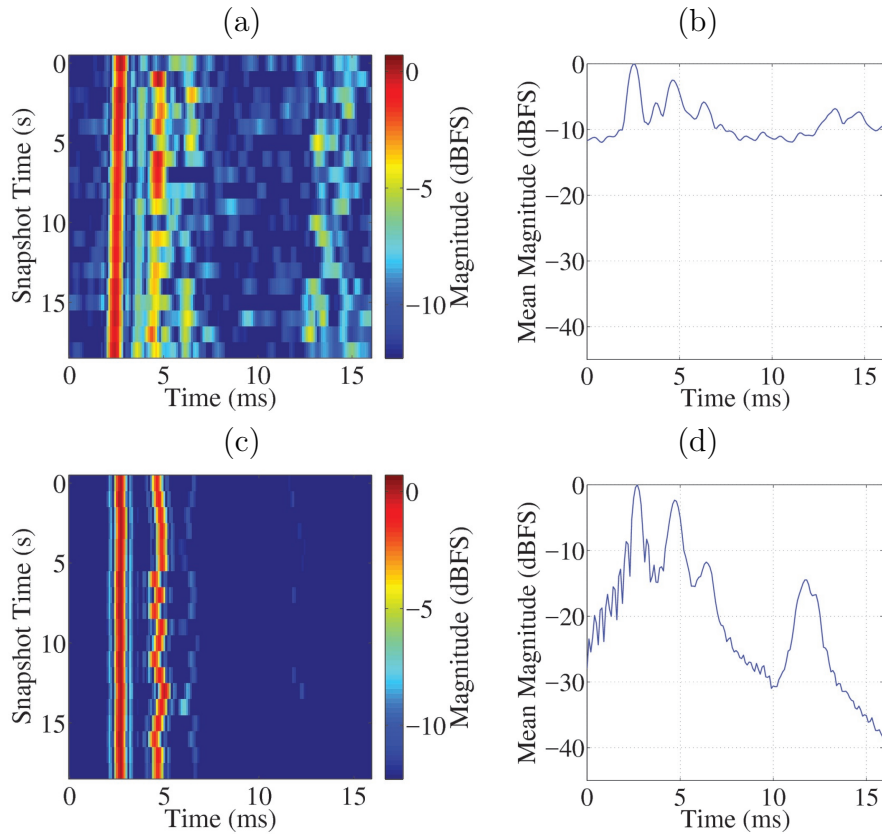 (a)
0
5
10
15
Snapshot Time (s)
0 5 10 15
Time (ms)
0
−5
−10
Magnitude (dBFS)
(b)
0
−10
−20
−30
−40
Mean Magnitude (dBFS)
0 5 10 15
Time (ms)
(c)
0
5
10
15
Snapshot Time (s)
0 5 10 15
Time (ms)
0
−5
−10
Magnitude (dBFS)
(d)
0
−10
−20
−30
−40
Mean Magnitude (dBFS)
0 5 10 15
Time (ms)